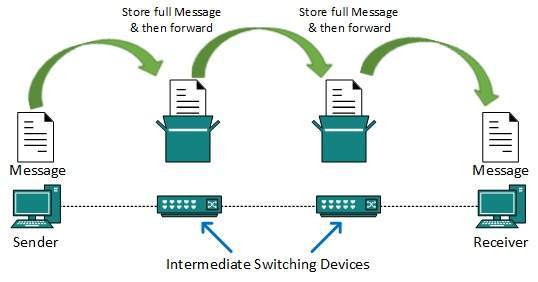 Store full Message
& then forward
Store full Message
& then forward
Message
Message
Sender
Receiver
Intermediate Switching Devices